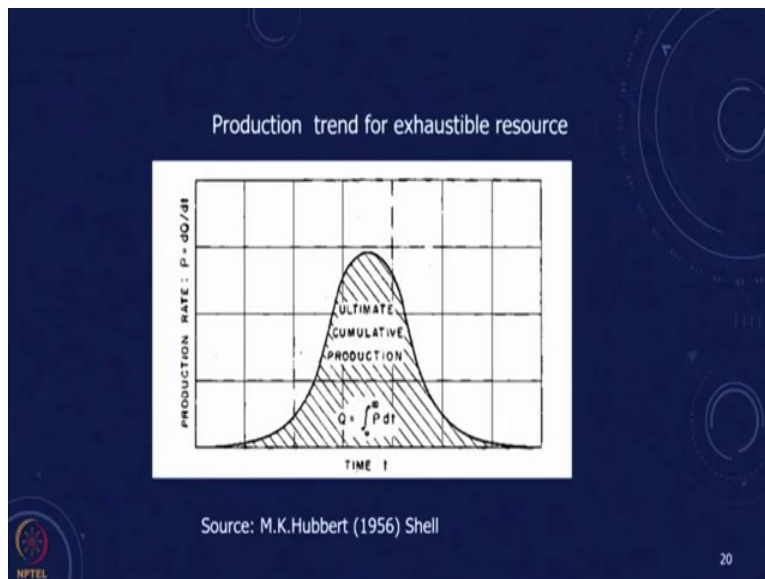 Production trend for exhaustible resource
PRODUCTION RATE: P=dQ/dt
ULTIMATE
CUMULATIVE
PRODUCTION
Q = ∫₀^∞ Pdt
TIME t
Source: M.K.Hubbert (1956) Shell
20
NPTEL